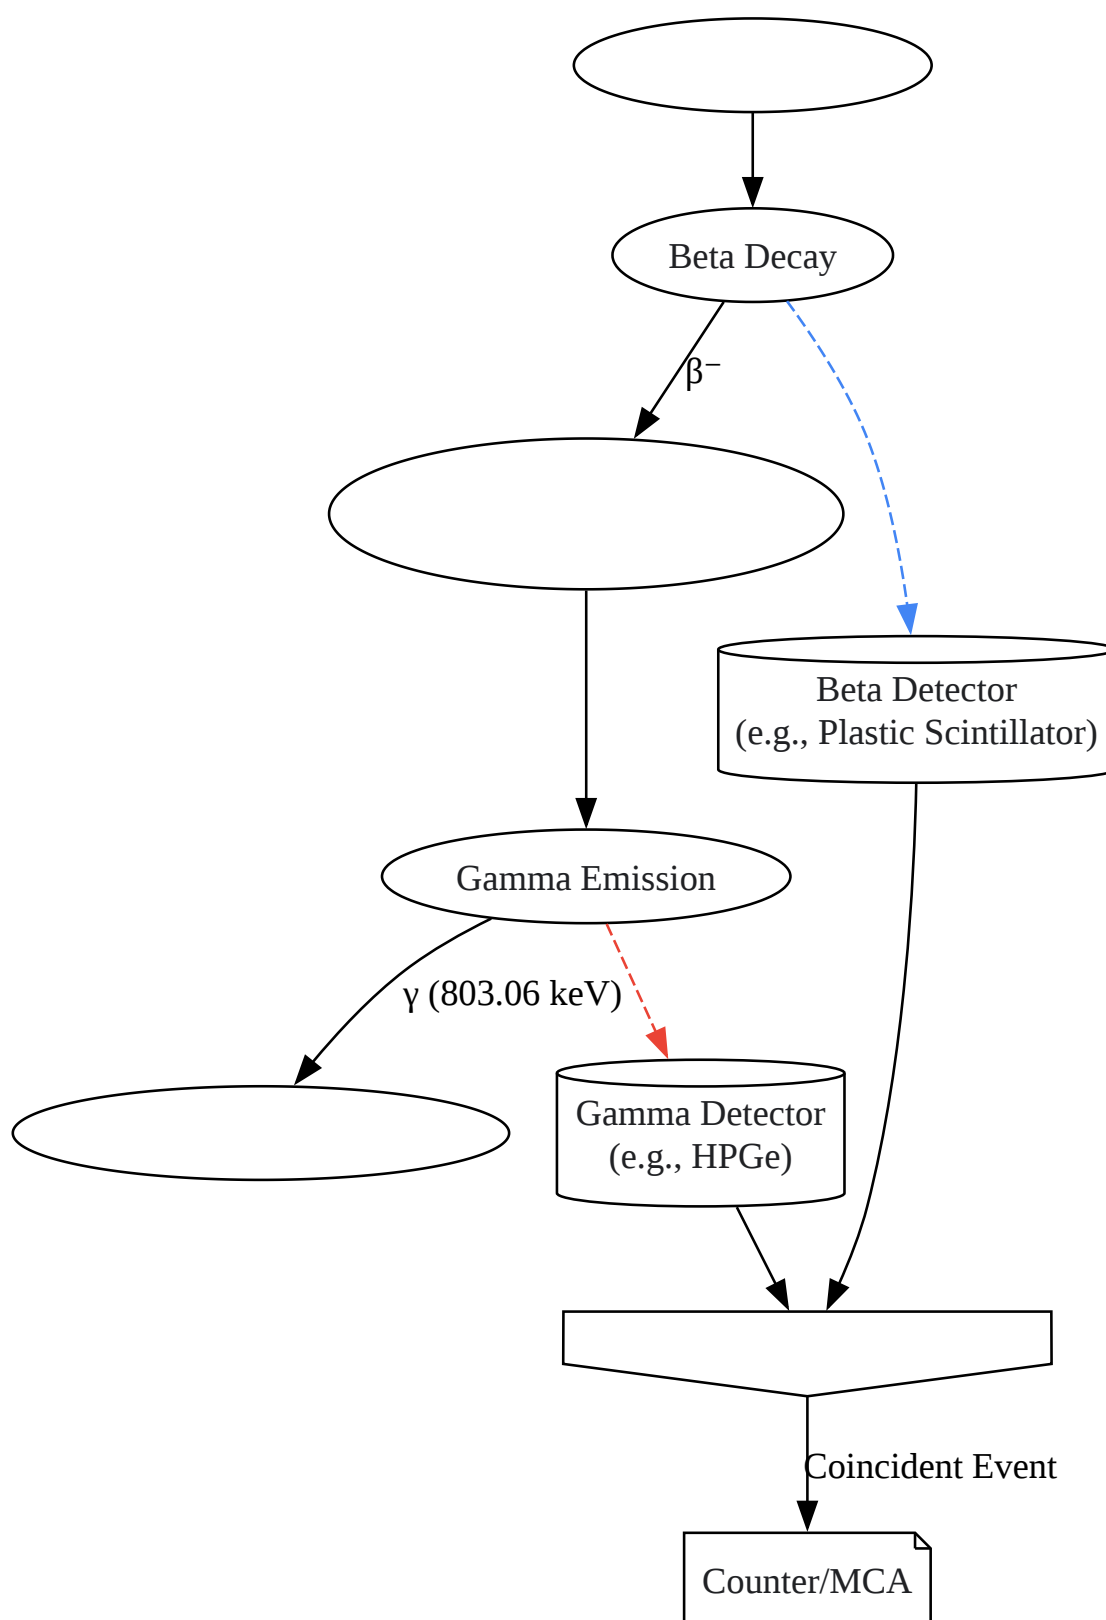 Beta Decay
β⁻
Beta Detector
(e.g., Plastic Scintillator)
Gamma Emission
γ (803.06 keV)
Gamma Detector
(e.g., HPGe)
Coincident Event
Counter/MCA